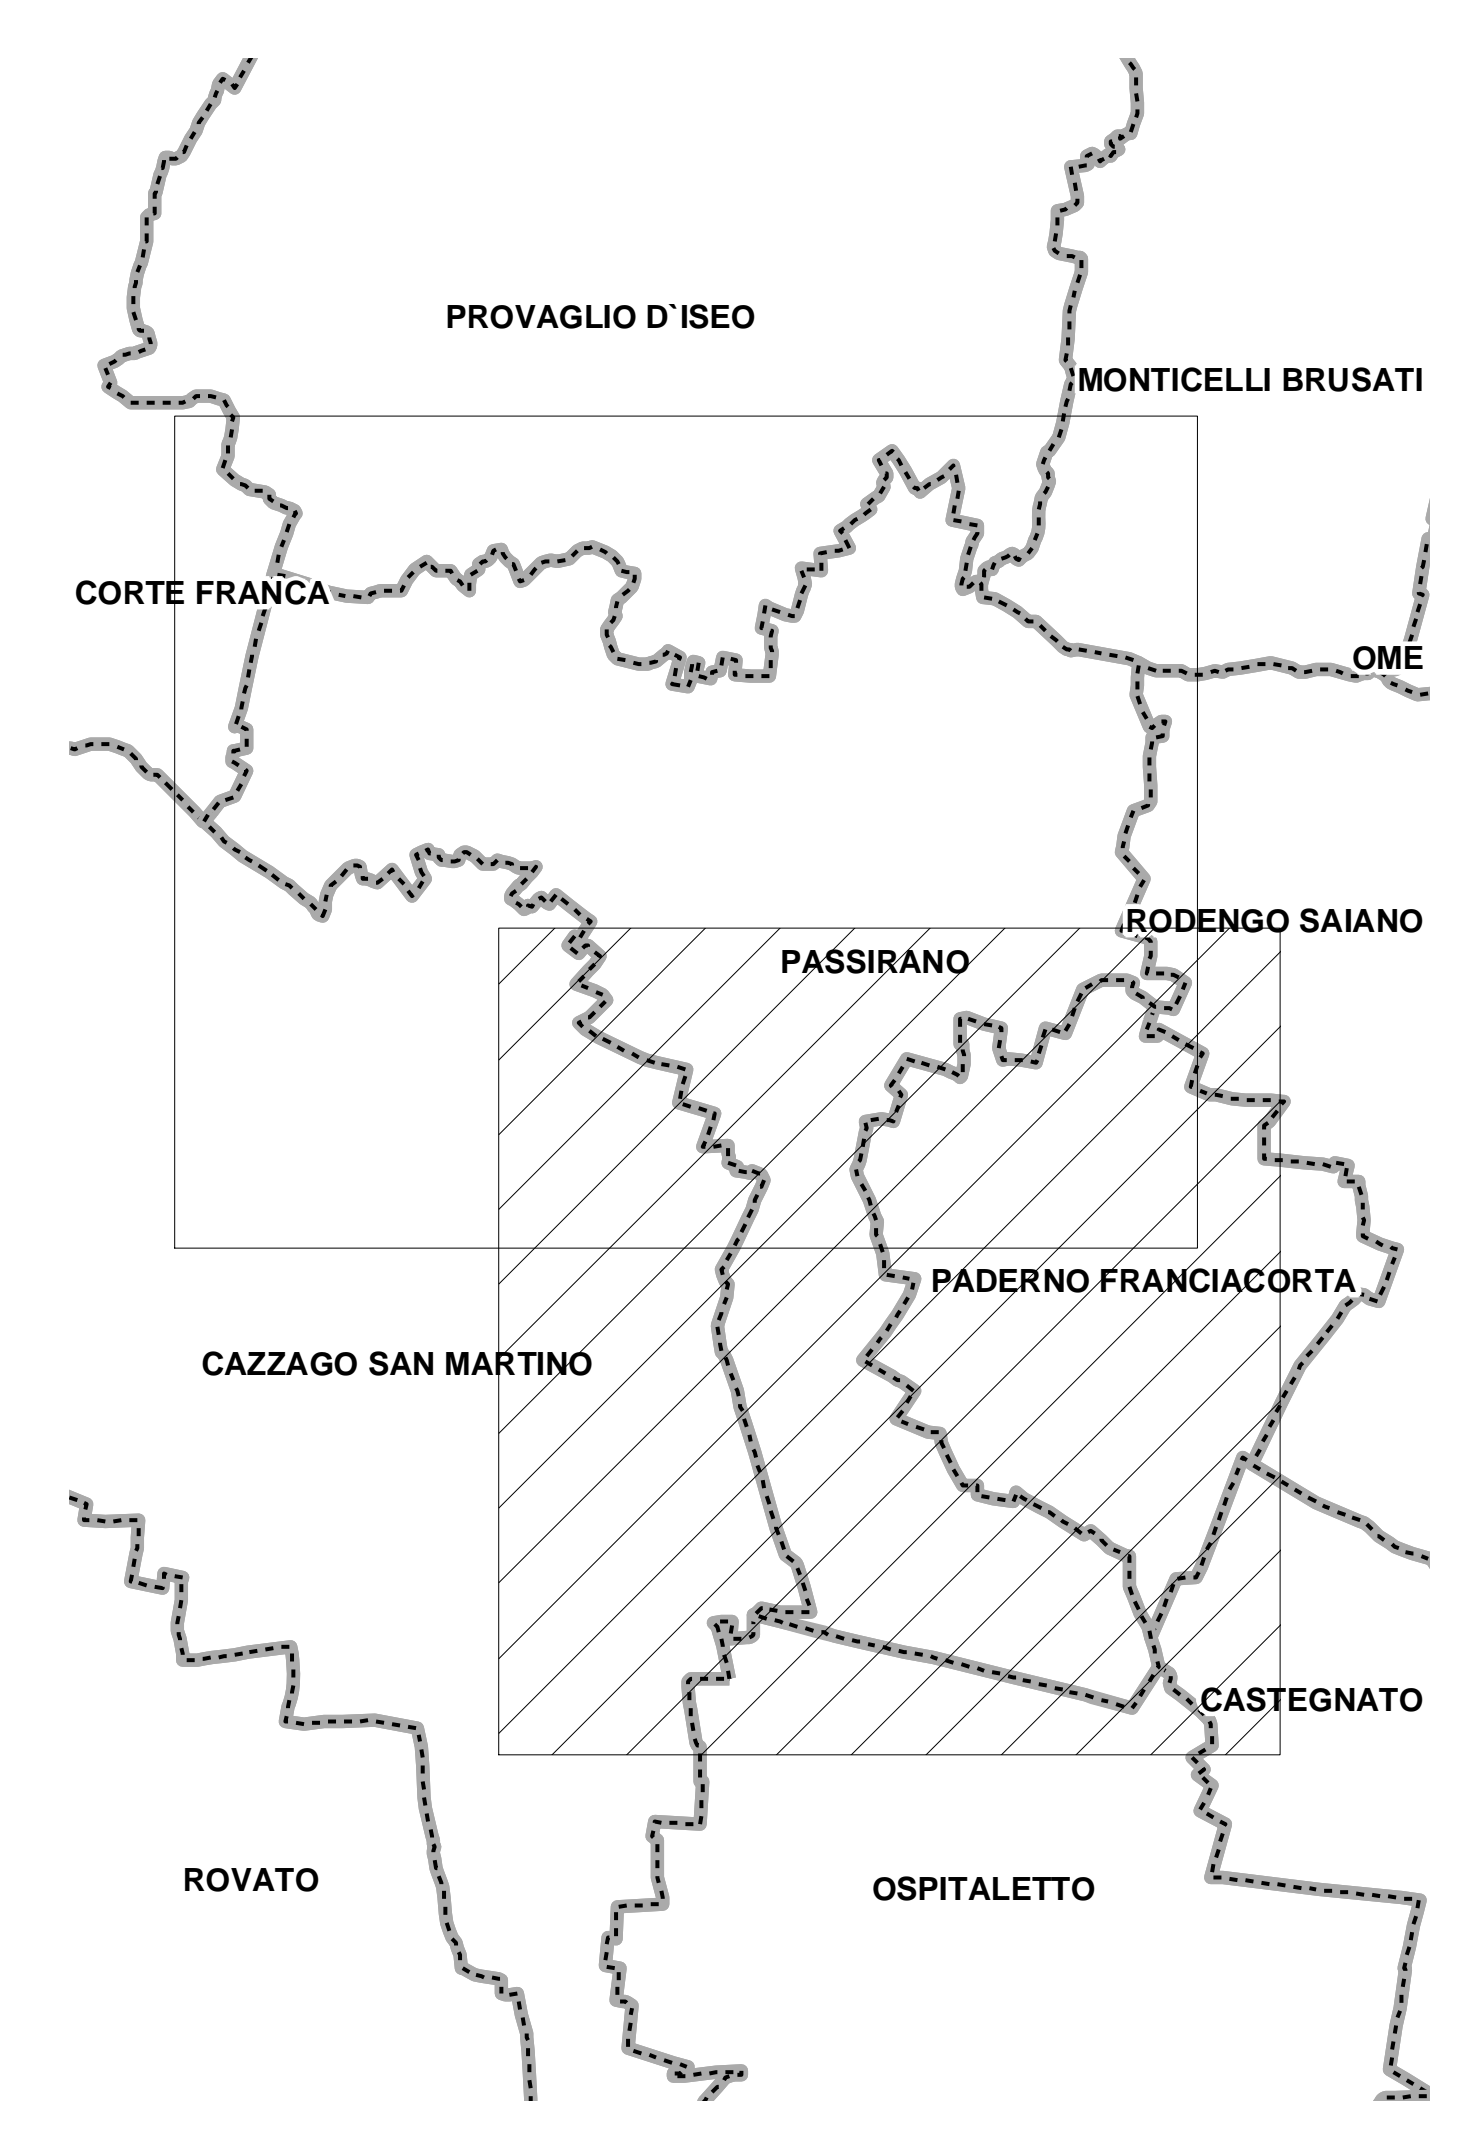 PROVAGLIO D`ISEO
MONTICELLI BRUSATI
CORTE FRANCA
OME
RODENGO SAIANO
PASSIRANO
PADERNO FRANCIACORTA
CAZZAGO SAN MARTINO
CASTEGNATO
ROVATO
OSPITALETTO